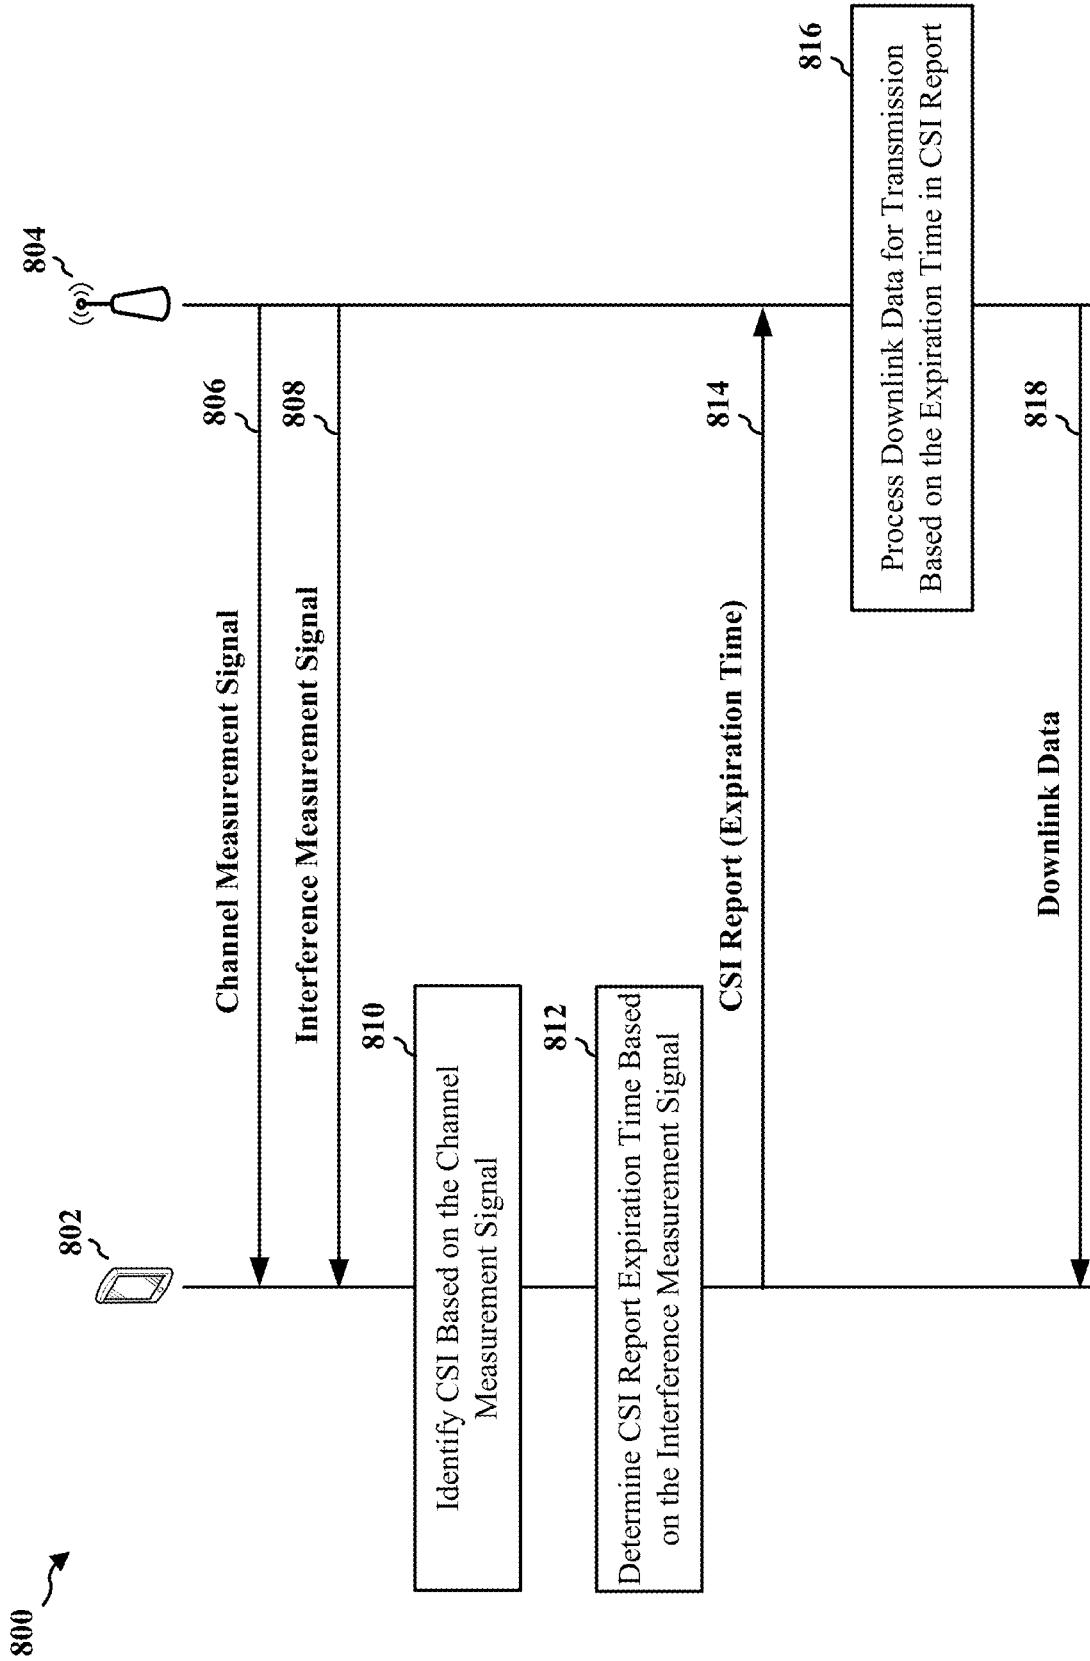 800
802
804
Channel Measurement Signal
806
Interference Measurement Signal
808
810
Identify CSI Based on the Channel
Measurement Signal
812
Determine CSI Report Expiration Time Based
on the Interference Measurement Signal
CSI Report (Expiration Time)
814
816
Process Downlink Data for Transmission
Based on the Expiration Time in CSI Report
Downlink Data
818